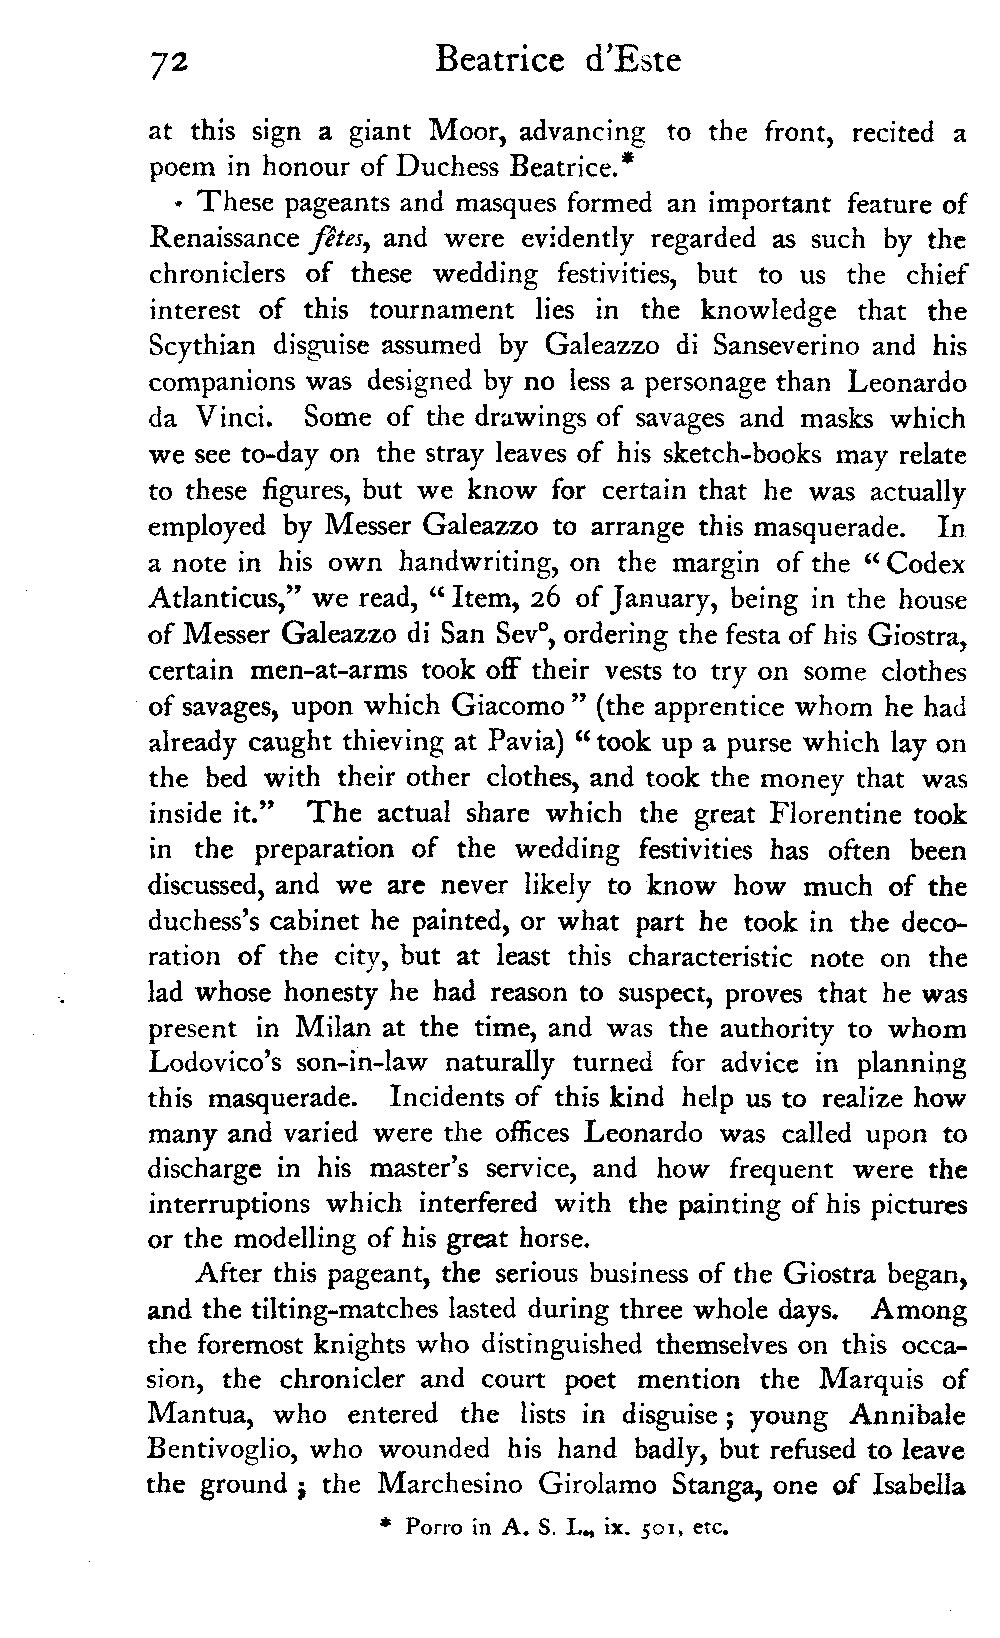 72 Beatrice d'Este
at this sign a giant Moor, advancing to the front, recited a
poem in honour of Duchess Beatrice.*
These pageants and masques formed an important feature of
Renaissance fêtes, and were evidently regarded as such by the
chroniclers of these wedding festivities, but to us the chief
interest of this tournament lies in the knowledge that the
Scythian disguise assumed by Galeazzo di Sanseverino and his
companions was designed by no less a personage than Leonardo
da Vinci. Some of the drawings of savages and masks which
we see to-day on the stray leaves of his sketch-books may relate
to these figures, but we know for certain that he was actually
employed by Messer Galeazzo to arrange this masquerade. In
a note in his own handwriting, on the margin of the “Codex
Atlanticus,” we read, “Item, 26 of January, being in the house
of Messer Galeazzo di San Sev°, ordering the festa of his Giostra,
certain men-at-arms took off their vests to try on some clothes
of savages, upon which Giacomo” (the apprentice whom he had
already caught thieving at Pavia) “took up a purse which lay on
the bed with their other clothes, and took the money that was
inside it.” The actual share which the great Florentine took
in the preparation of the wedding festivities has often been
discussed, and we are never likely to know how much of the
duchess's cabinet he painted, or what part he took in the deco-
ration of the city, but at least this characteristic note on the
lad whose honesty he had reason to suspect, proves that he was
present in Milan at the time, and was the authority to whom
Lodovico's son-in-law naturally turned for advice in planning
this masquerade. Incidents of this kind help us to realize how
many and varied were the offices Leonardo was called upon to
discharge in his master's service, and how frequent were the
interruptions which interfered with the painting of his pictures
or the modelling of his great horse.
After this pageant, the serious business of the Giostra began,
and the tilting-matches lasted during three whole days. Among
the foremost knights who distinguished themselves on this occa-
sion, the chronicler and court poet mention the Marquis of
Mantua, who entered the lists in disguise; young Annibale
Bentivoglio, who wounded his hand badly, but refused to leave
the ground; the Marchesino Girolamo Stanga, one of Isabella
* Porro in A. S. L., ix. 501, etc.